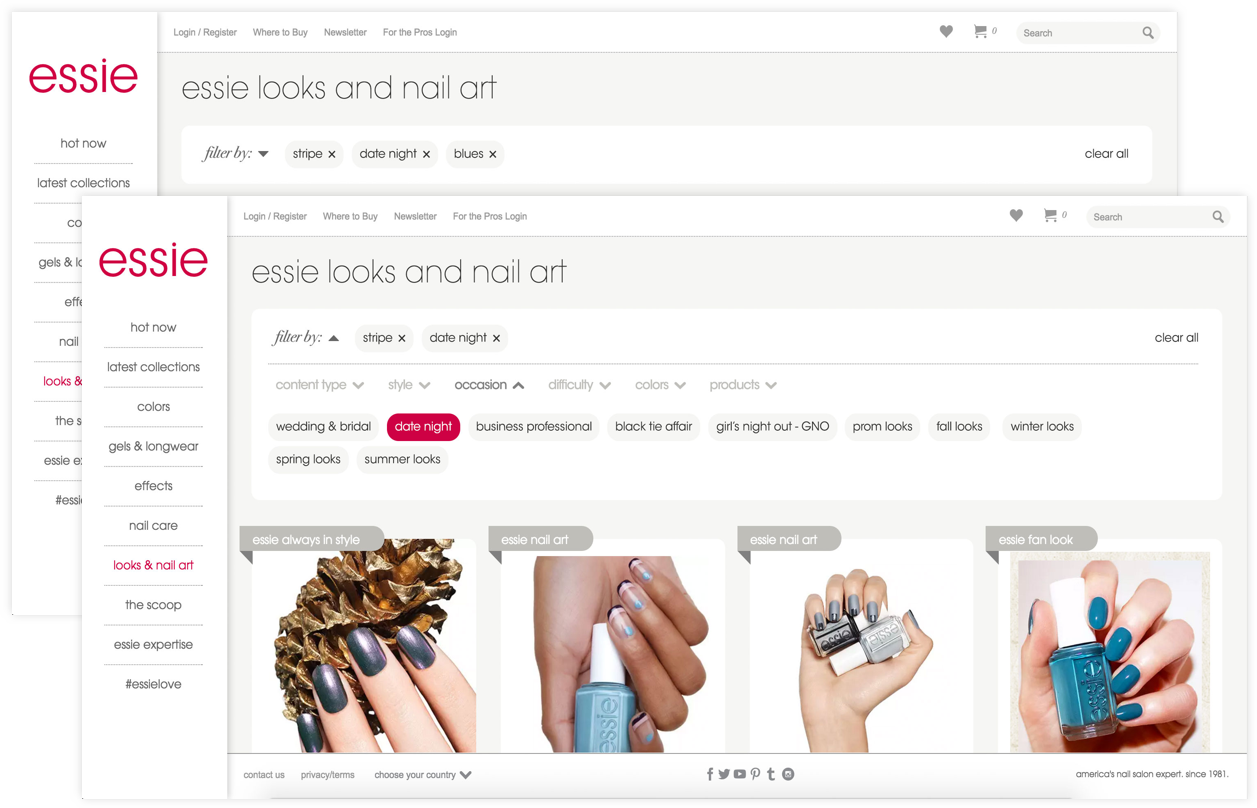 Login / Register Where to Buy Newsletter For the Pros Login 0 Search
essie
essie looks and nail art
hot now
filter by: stripe × date night × blues × clear all
latest collections
co
gels & lo
effe
nail
looks &
the s
essie ex
#essie
Login / Register Where to Buy Newsletter For the Pros Login 0 Search
essie
essie looks and nail art
hot now
filter by: stripe × date night × clear all
latest collections
content type style occasion difficulty colors products
colors
wedding & bridal date night business professional black tie affair girl's night out - GNO prom looks fall looks winter looks
gels & longwear
spring looks summer looks
effects
nail care
essie always in style essie nail art essie nail art essie fan look
looks & nail art
the scoop
essie expertise
essie
essie
essie
essie
essie
#essielove
contact us privacy/terms choose your country america's nail salon expert. since 1981.